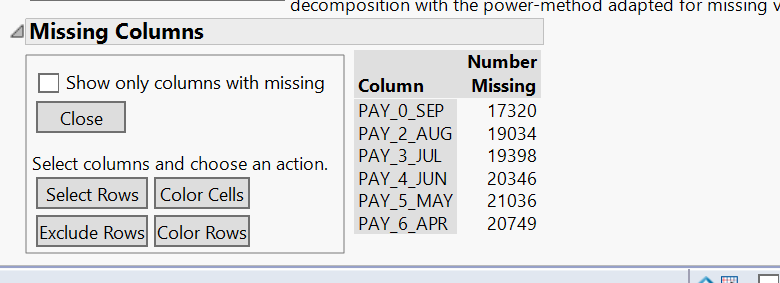 decomposition with the power-method adapted for missing v
Missing Columns
Show only columns with missing
Close
Select columns and choose an action.
Select Rows Color Cells
Exclude Rows Color Rows
Column Number Missing
PAY_0_SEP 17320
PAY_2_AUG 19034
PAY_3_JUL 19398
PAY_4_JUN 20346
PAY_5_MAY 21036
PAY_6_APR 20749